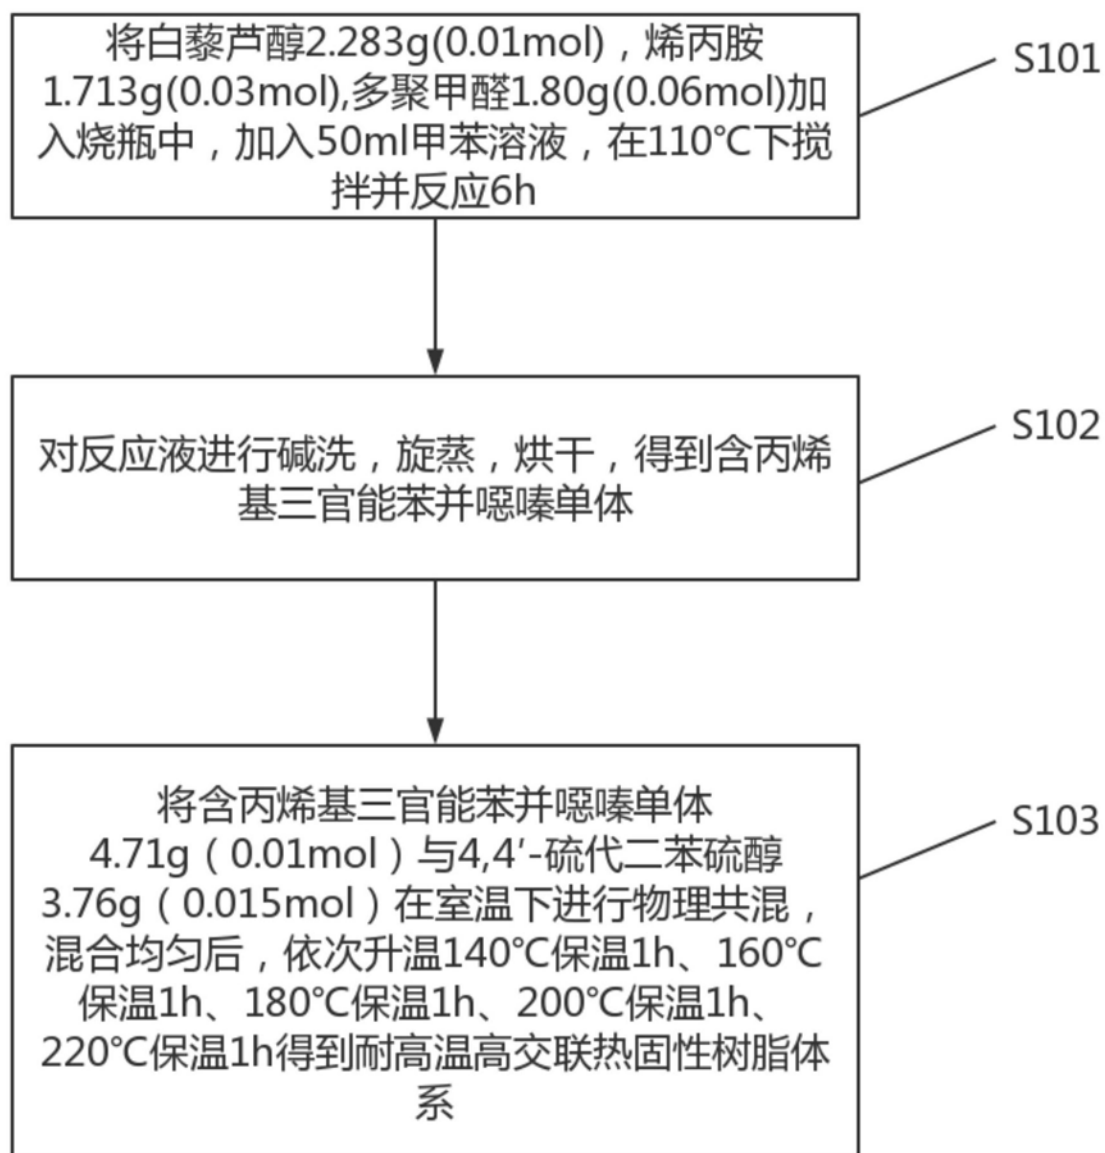 将白藜芦醇2.283g(0.01mol)，烯丙胺
1.713g(0.03mol),多聚甲醛1.80g(0.06mol)加
入烧瓶中，加入50ml甲苯溶液，在110℃下搅
拌并反应6h
S101
对反应液进行碱洗，旋蒸，烘干，得到含丙烯
基三官能苯并噁嗪单体
S102
将含丙烯基三官能苯并噁嗪单体
4.71g（0.01mol）与4,4′-硫代二苯硫醇
3.76g（0.015mol）在室温下进行物理共混，
混合均匀后，依次升温140℃保温1h、160℃
保温1h、180℃保温1h、200℃保温1h、
220℃保温1h得到耐高温高交联热固性树脂体
系
S103